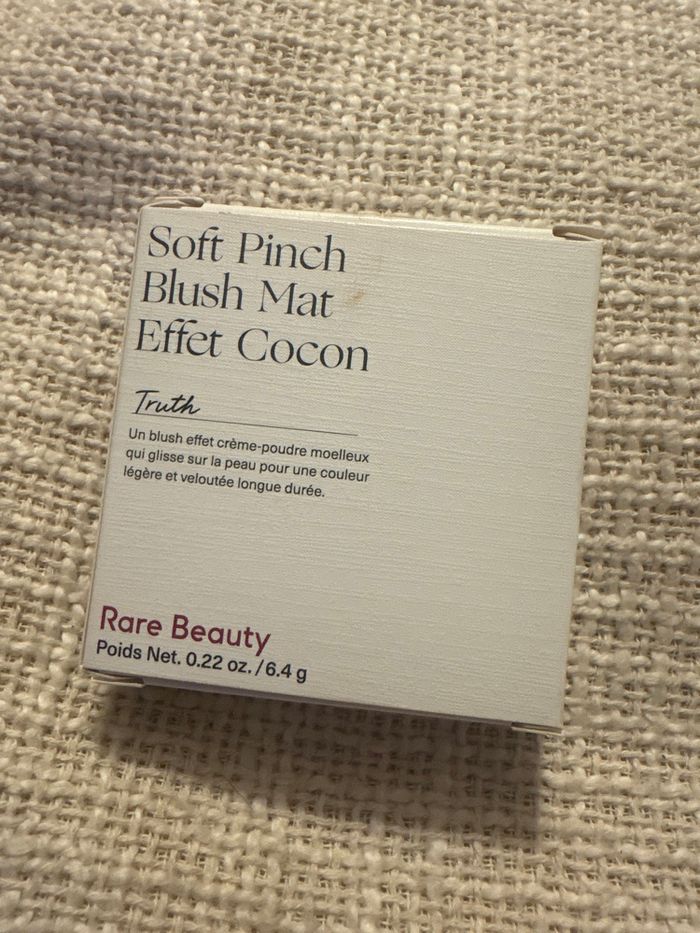 Soft Pinch
Blush Mat
Effet Cocon
Truth
Un blush effet crème-poudre moelleux
qui glisse sur la peau pour une couleur
légère et veloutée longue durée.
Rare Beauty
Poids Net. 0.22 oz./6.4 g